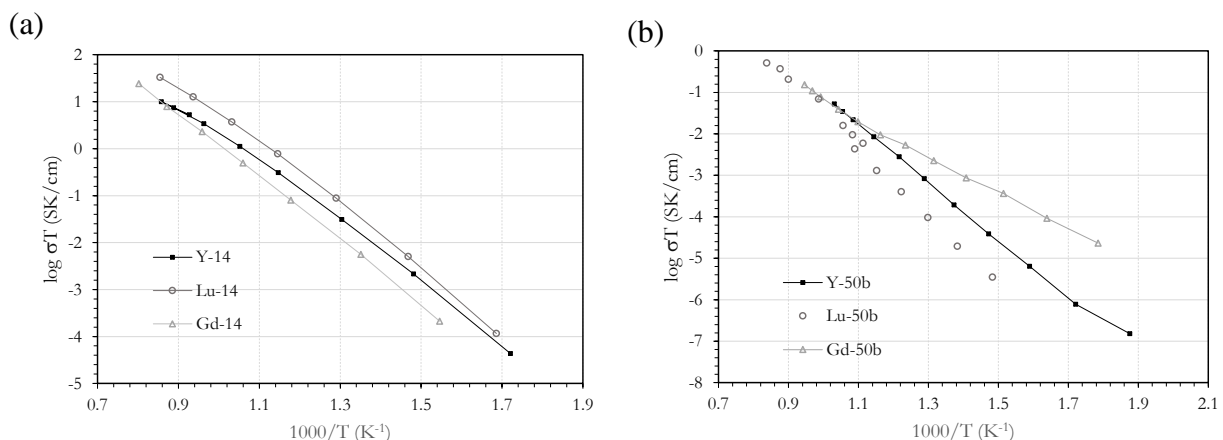 (a)
2
1
0
-1
-2
-3
-4
-5
log σT (SK/cm)
Y-14
Lu-14
Gd-14
0.7 0.9 1.1 1.3 1.5 1.7 1.9
1000/T (K-1)
(b)
0
-1
-2
-3
-4
-5
-6
-7
-8
log σT (SK/cm)
Y-50b
Lu-50b
Gd-50b
0.7 0.9 1.1 1.3 1.5 1.7 1.9 2.1
1000/T (K-1)